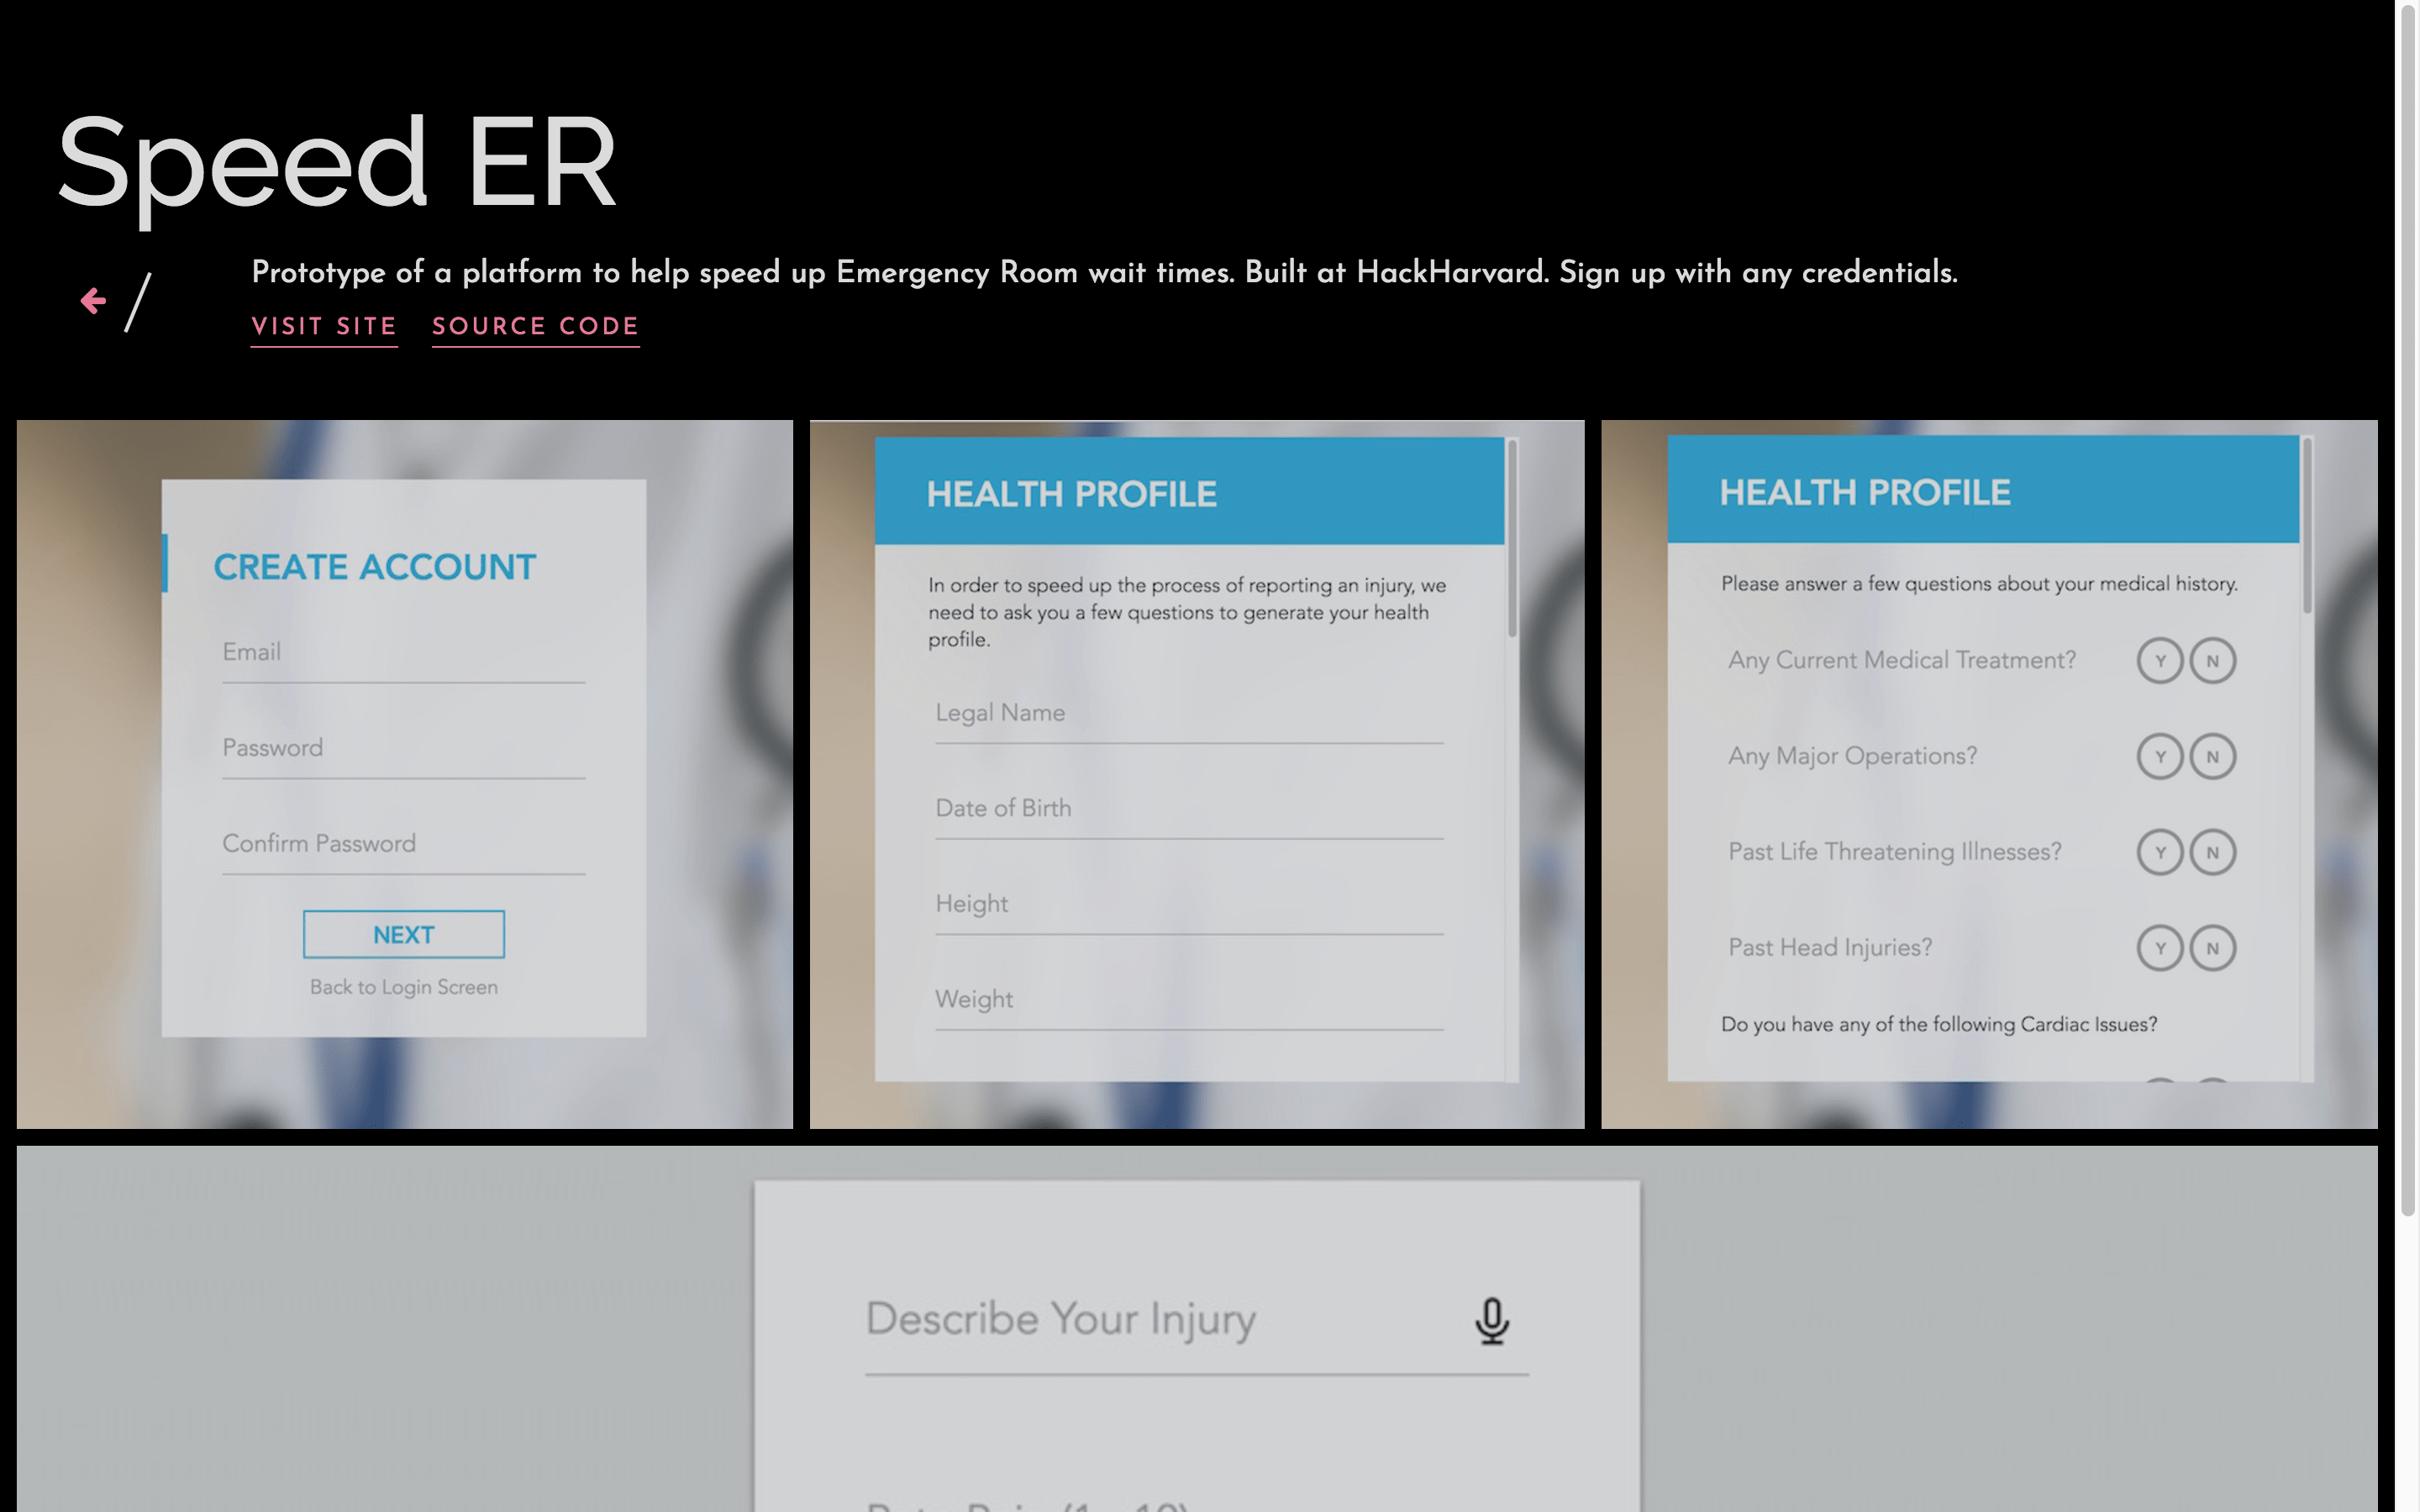 Speed ER
Prototype of a platform to help speed up Emergency Room wait times. Built at HackHarvard. Sign up with any credentials.
VISIT SITE SOURCE CODE
CREATE ACCOUNT
Email
Password
Confirm Password
NEXT
Back to Login Screen
HEALTH PROFILE
In order to speed up the process of reporting an injury, we
need to ask you a few questions to generate your health
profile.
Legal Name
Date of Birth
Height
Weight
HEALTH PROFILE
Please answer a few questions about your medical history.
Any Current Medical Treatment? Y N
Any Major Operations? Y N
Past Life Threatening Illnesses? Y N
Past Head Injuries? Y N
Do you have any of the following Cardiac Issues?
Describe Your Injury